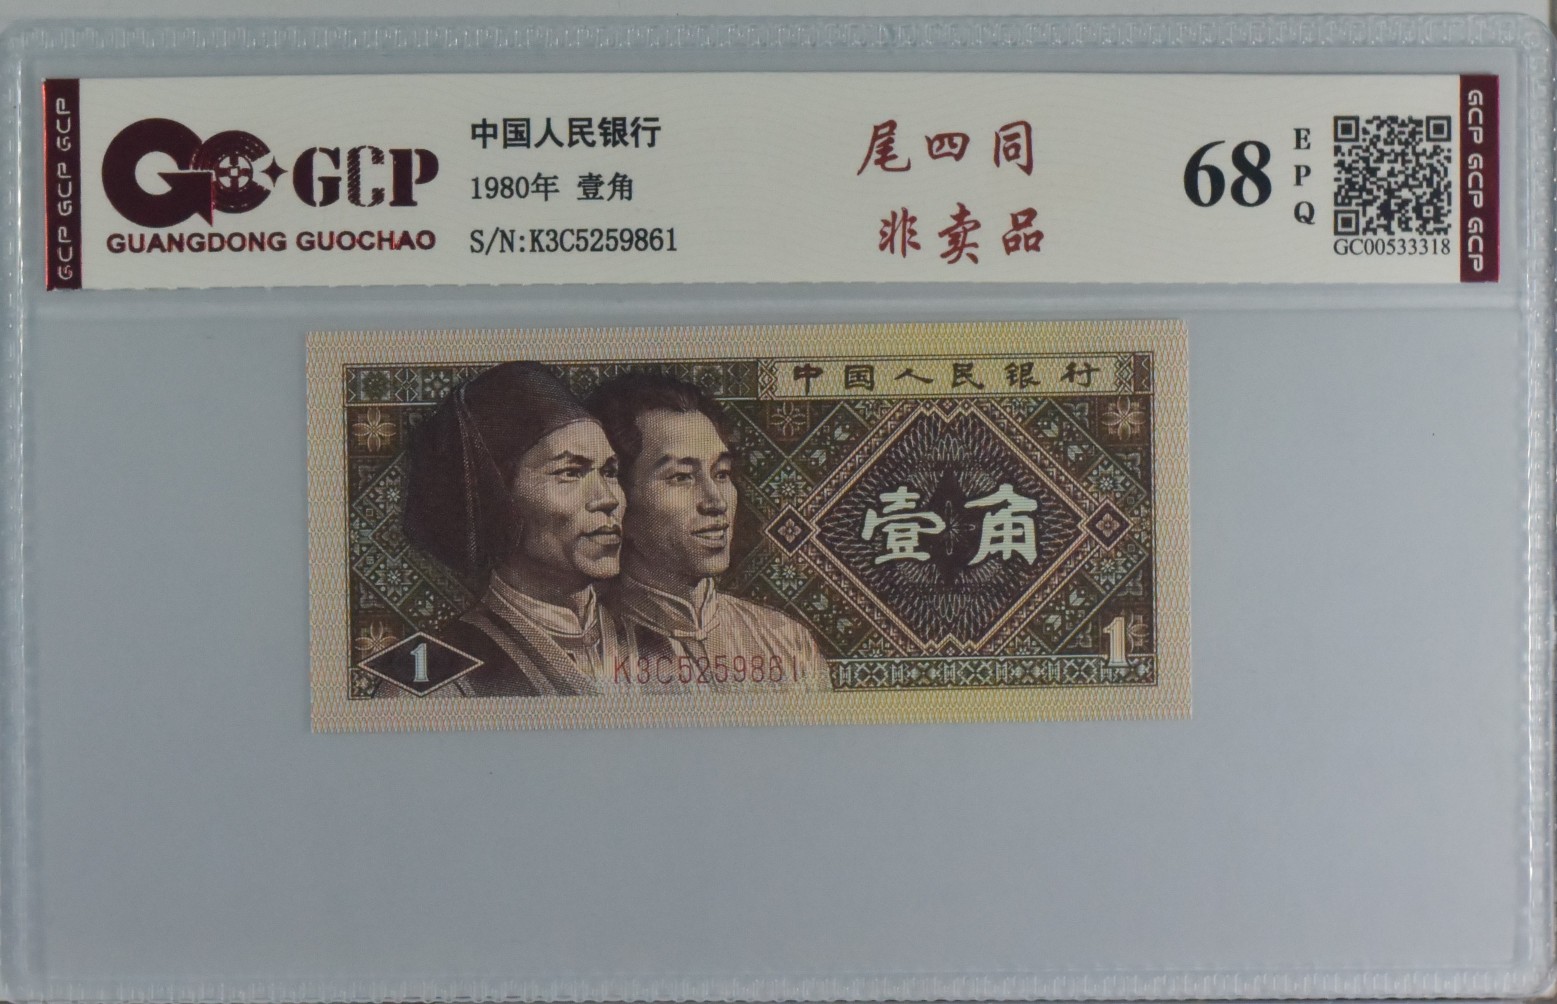 GCP GCP GCP
GCP
GUANGDONG GUOCHAO
中国人民银行
1980年 壹角
S/N:K3C5259861
尾四同
非卖品
68
EPQ
GC00533318
GCP GCP GCP
中国人民银行
壹角
1
K3C5259861
1